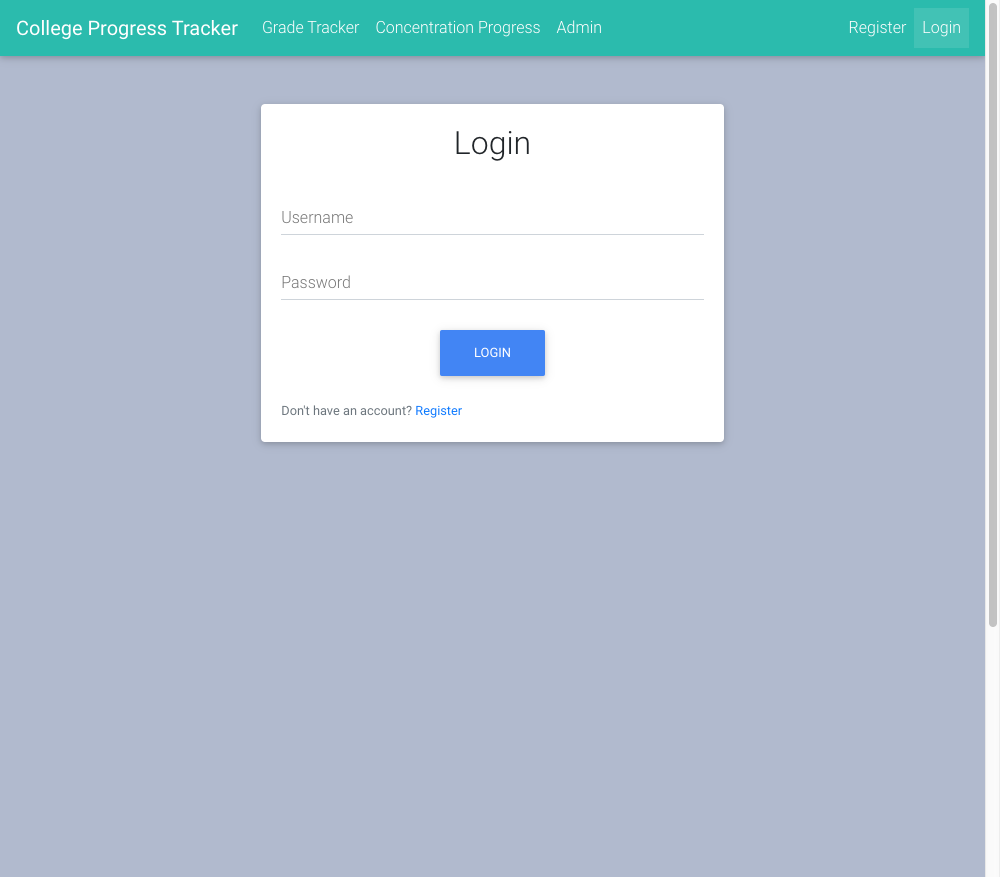 College Progress Tracker Grade Tracker Concentration Progress Admin Register Login
Login
Username
Password
LOGIN
Don't have an account? Register